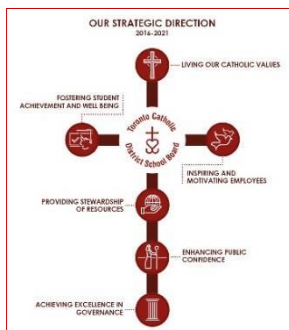 OUR STRATEGIC DIRECTION
2016-2021
LIVING OUR CATHOLIC VALUES
FOSTERING STUDENT
ACHIEVEMENT AND WELL BEING
Toronto Catholic
District School Board
INSPIRING AND
MOTIVATING EMPLOYEES
PROVIDING STEWARDSHIP
OF RESOURCES
ENHANCING PUBLIC
CONFIDENCE
ACHIEVING EXCELLENCE IN
GOVERNANCE